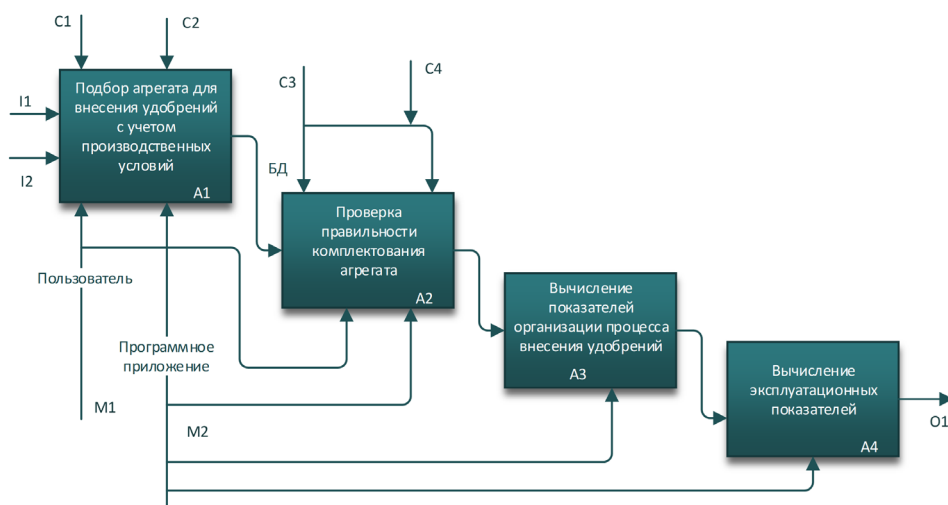 C1
C2
Подбор агрегата для
внесения удобрений
с учетом
производственных
условий
A1
I1
I2
C3
C4
БД
Проверка
правильности
комплектования
агрегата
A2
Пользователь
Программное
приложение
M1
M2
Вычисление
показателей
организации процесса
внесения удобрений
A3
Вычисление
эксплуатационных
показателей
A4
O1